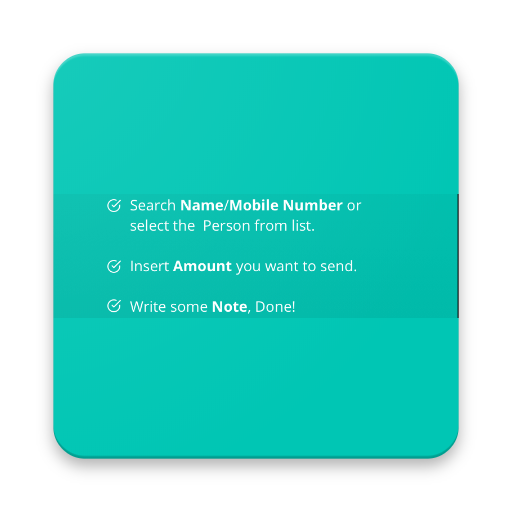 Search Name/Mobile Number or
select the  Person from list.
Insert Amount you want to send.
Write some Note, Done!